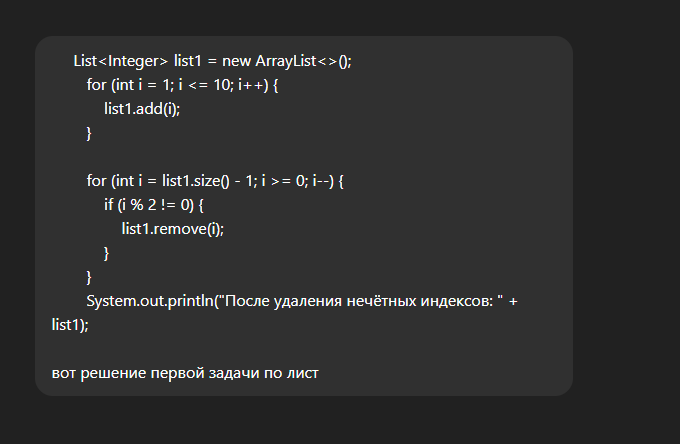 List<Integer> list1 = new ArrayList<>();
for (int i = 1; i <= 10; i++) {
list1.add(i);
}
for (int i = list1.size() - 1; i >= 0; i--) {
if (i % 2 != 0) {
list1.remove(i);
}
}
System.out.println("После удаления нечётных индексов: " +
list1);
вот решение первой задачи по лист